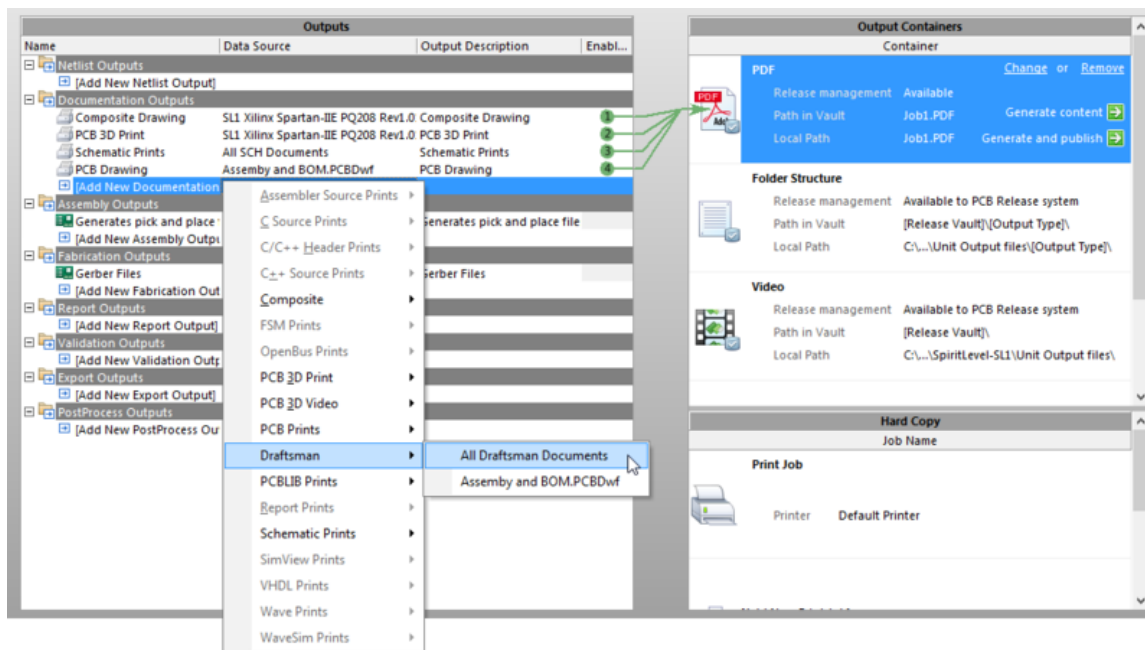 Outputs
Name Data Source Output Description Enabl...
Netlist Outputs
[Add New Netlist Output]
Documentation Outputs
Composite Drawing SL1 Xilinx Spartan-IIE PQ208 Rev1.0 Composite Drawing 1
PCB 3D Print SL1 Xilinx Spartan-IIE PQ208 Rev1.0 PCB 3D Print 2
Schematic Prints All SCH Documents Schematic Prints 3
PCB Drawing Assemby and BOM.PCBDwf PCB Drawing 4
[Add New Documentation
Assembly Outputs
Generates pick and place Generates pick and place file
[Add New Assembly Outpu
Fabrication Outputs
Gerber Files Gerber Files
[Add New Fabrication Out
Report Outputs
[Add New Report Output]
Validation Outputs
[Add New Validation Outp
Export Outputs
[Add New Export Output]
PostProcess Outputs
[Add New PostProcess Ou
Assembler Source Prints
C Source Prints
C/C++ Header Prints
C++ Source Prints
Composite
FSM Prints
OpenBus Prints
PCB 3D Print
PCB 3D Video
PCB Prints
Draftsman
PCBLIB Prints
Report Prints
Schematic Prints
SimView Prints
VHDL Prints
Wave Prints
WaveSim Prints
All Draftsman Documents
Assemby and BOM.PCBDwf
Output Containers
Container
PDF Change or Remove
PDF
Adob
Release management Available
Path in Vault Job1.PDF Generate content
Local Path Job1.PDF Generate and publish
Folder Structure
Release management Available to PCB Release system
Path in Vault [Release Vault]\[Output Type]\
Local Path C:\...\Unit Output files\[Output Type]\
Video
Release management Available to PCB Release system
Path in Vault [Release Vault]\
Local Path C:\...\SpiritLevel-SL1\Unit Output files\
Hard Copy
Job Name
Print Job
Printer Default Printer